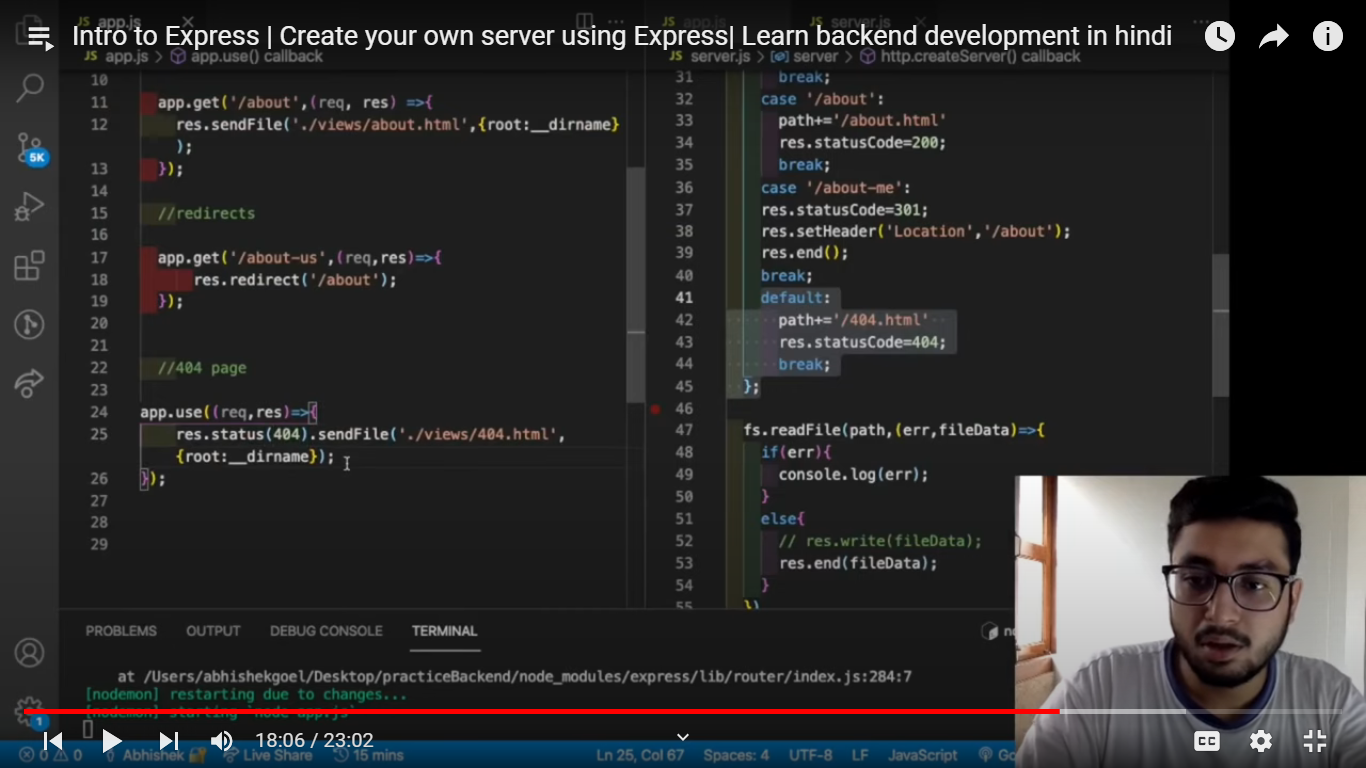 app.js
app.js
server.js
Intro to Express | Create your own server using Express| Learn backend development in hindi
JS app.js > app.use() callback
JS server.js > server > http.createServer() callback
10
11 app.get('/about',(req, res) =>{
12 res.sendFile('./views/about.html',{root:__dirname}
);
13 });
14
15 //redirects
16
17 app.get('/about-us',(req,res)=>{
18 res.redirect('/about');
19 });
20
21
22 //404 page
23
24 app.use((req,res)=>{
25 res.status(404).sendFile('./views/404.html',
{root:__dirname});
26 });
27
28
29
31 break;
32 case '/about':
33 path+='/about.html'
34 res.statusCode=200;
35 break;
36 case '/about-me':
37 res.statusCode=301;
38 res.setHeader('Location','/about');
39 res.end();
40 break;
41 default:
42 path+='/404.html'
43 res.statusCode=404;
44 break;
45 };
46
47 fs.readFile(path,(err,fileData)=>{
48 if(err){
49 console.log(err);
50 }
51 else{
52 // res.write(fileData);
53 res.end(fileData);
54 }
55 })
5K
PROBLEMS OUTPUT DEBUG CONSOLE TERMINAL
at /Users/abhishekgoel/Desktop/practiceBackend/node_modules/express/lib/router/index.js:284:7
[nodemon] restarting due to changes...
[nodemon] starting `node app.js`
1
18:06 / 23:02
CC
0 0 Abhishek Live Share 15 mins Ln 25, Col 67 Spaces: 4 UTF-8 LF JavaScript Go